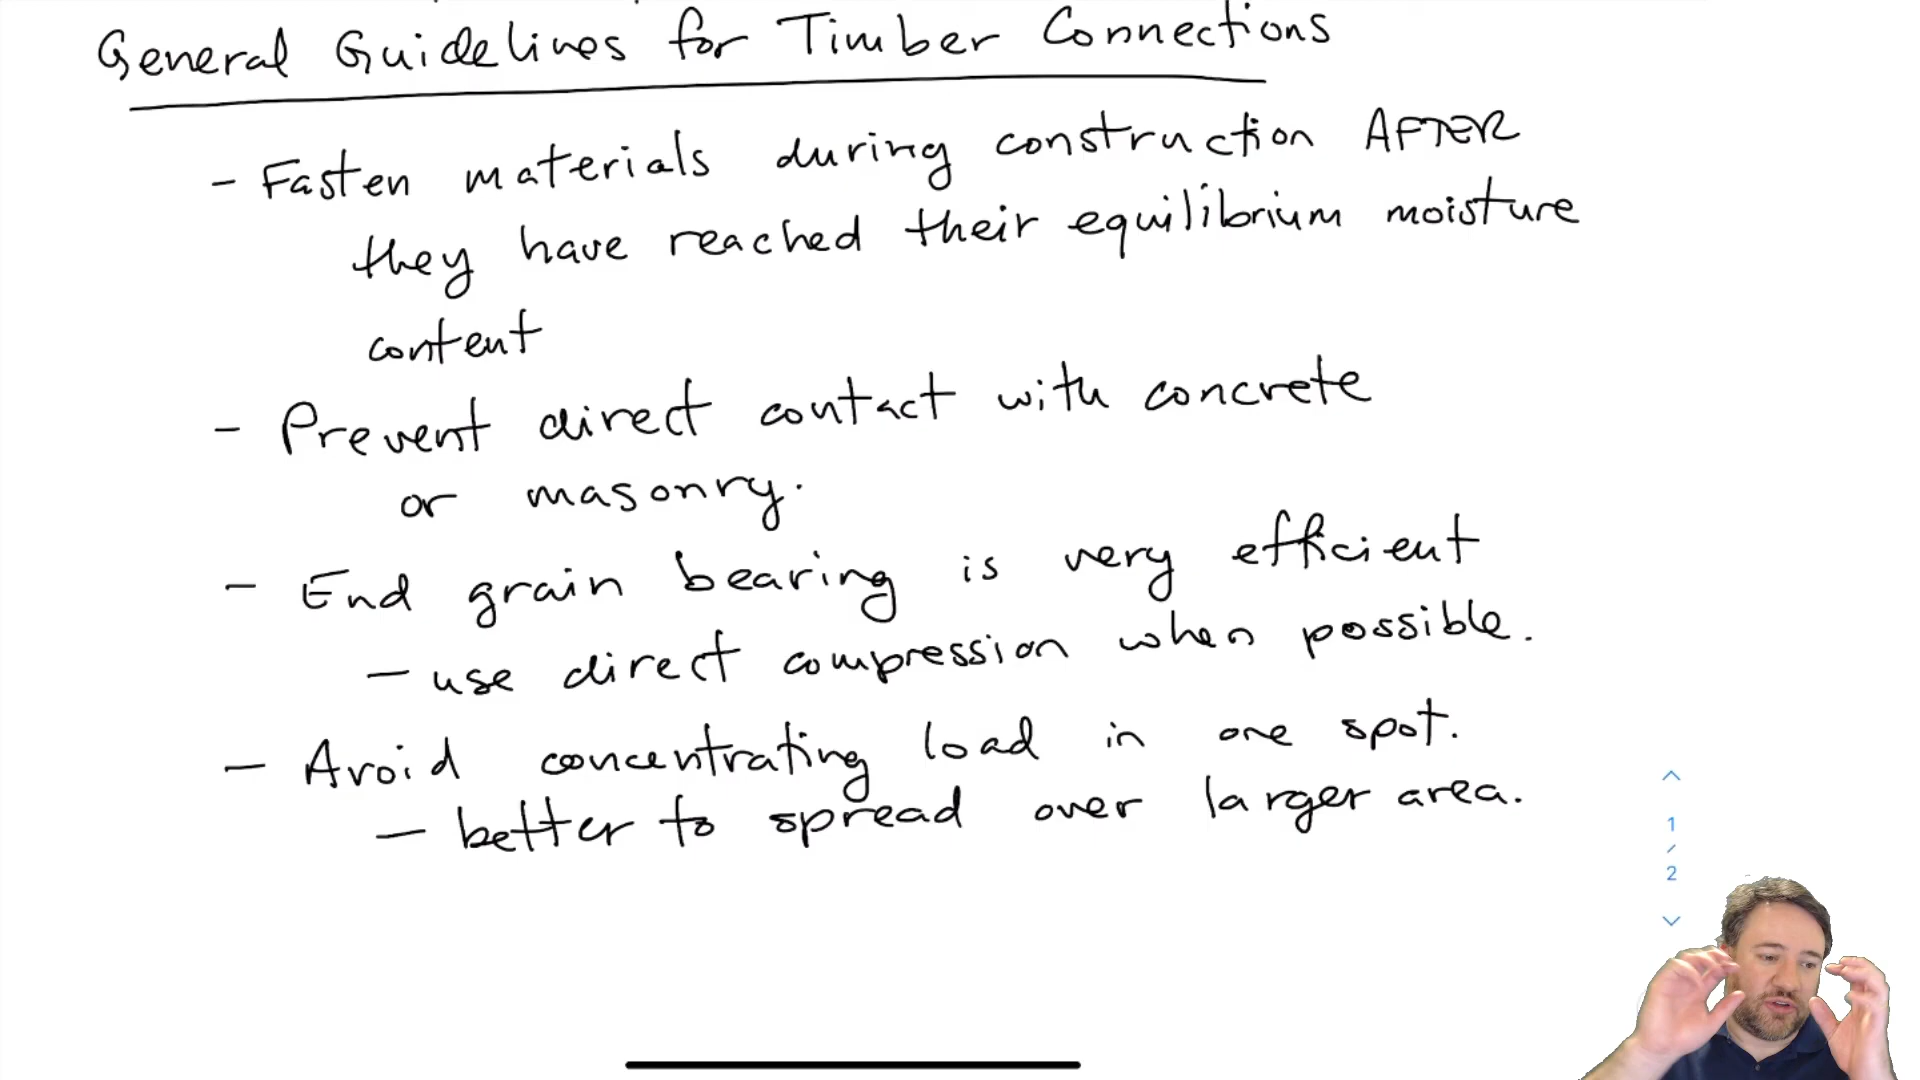 General Guidelines for Timber Connections
- Fasten materials during construction AFTER
they have reached their equilibrium moisture
content
- Prevent direct contact with concrete
or masonry.
- End grain bearing is very efficient
- use direct compression when possible.
- Avoid concentrating load in one spot.
- better to spread over larger area.
1
/
2